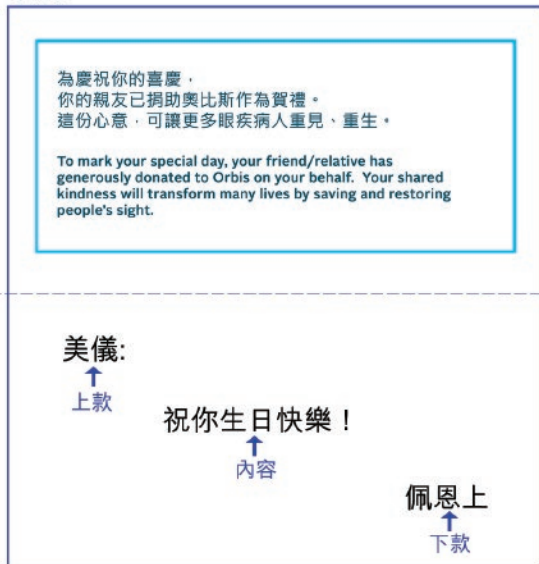 為慶祝你的喜慶，
你的親友已捐助奧比斯作為賀禮。
這份心意，可讓更多眼疾病人重見、重生。
To mark your special day, your friend/relative has
generously donated to Orbis on your behalf. Your shared
kindness will transform many lives by saving and restoring
people's sight.
美儀:
上款
祝你生日快樂！
內容
佩恩上
下款